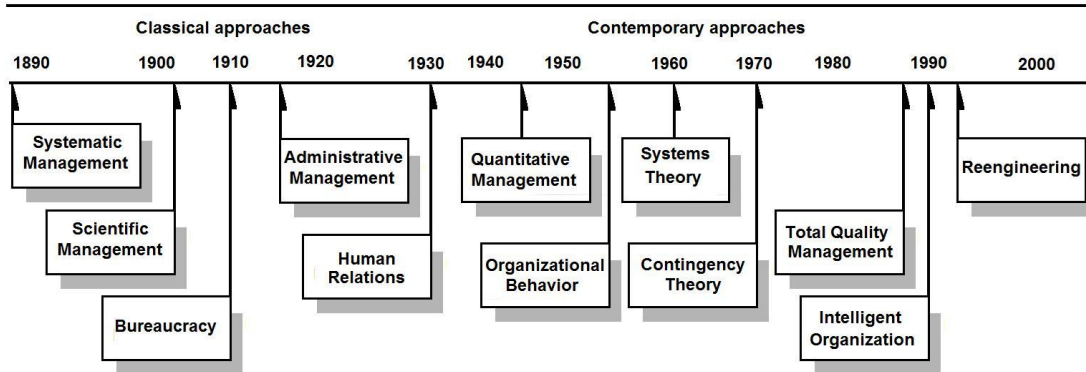 Classical approaches
Contemporary approaches
1890 1900 1910 1920 1930 1940 1950 1960 1970 1980 1990 2000
Systematic
Management
Scientific
Management
Bureaucracy
Administrative
Management
Human
Relations
Quantitative
Management
Organizational
Behavior
Systems
Theory
Contingency
Theory
Total Quality
Management
Intelligent
Organization
Reengineering